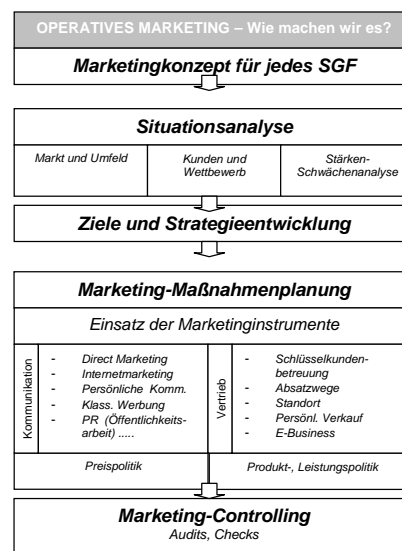 OPERATIVES MARKETING – Wie machen wir es?
Marketingkonzept für jedes SGF
Situationsanalyse
Markt und Umfeld
Kunden und
Wettbewerb
Stärken-
Schwächenanalyse
Ziele und Strategieentwicklung
Marketing-Maßnahmenplanung
Einsatz der Marketinginstrumente
Kommunikation
- Direct Marketing
- Internetmarketing
- Persönliche Komm.
- Klass. Werbung
- PR (Öffentlichkeits-
arbeit) .....
Vertrieb
- Schlüsselkunden-
betreuung
- Absatzwege
- Standort
- Persönl. Verkauf
- E-Business
Preispolitik
Produkt-, Leistungspolitik
Marketing-Controlling
Audits, Checks